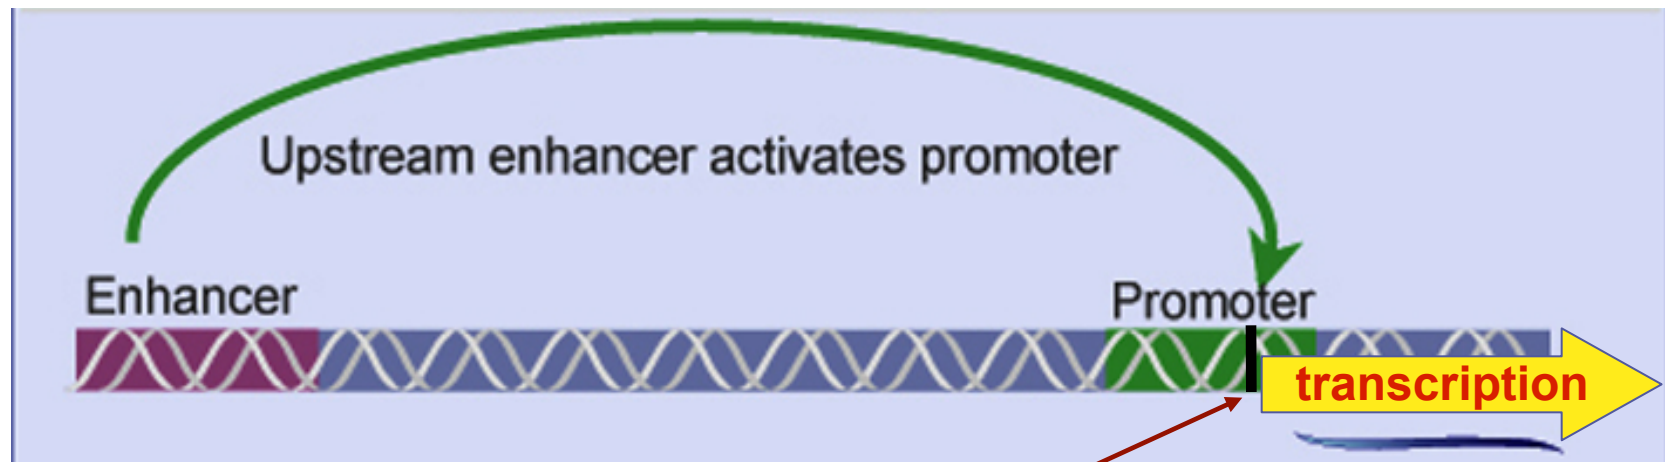 Upstream enhancer activates promoter
Enhancer
Promoter
transcription